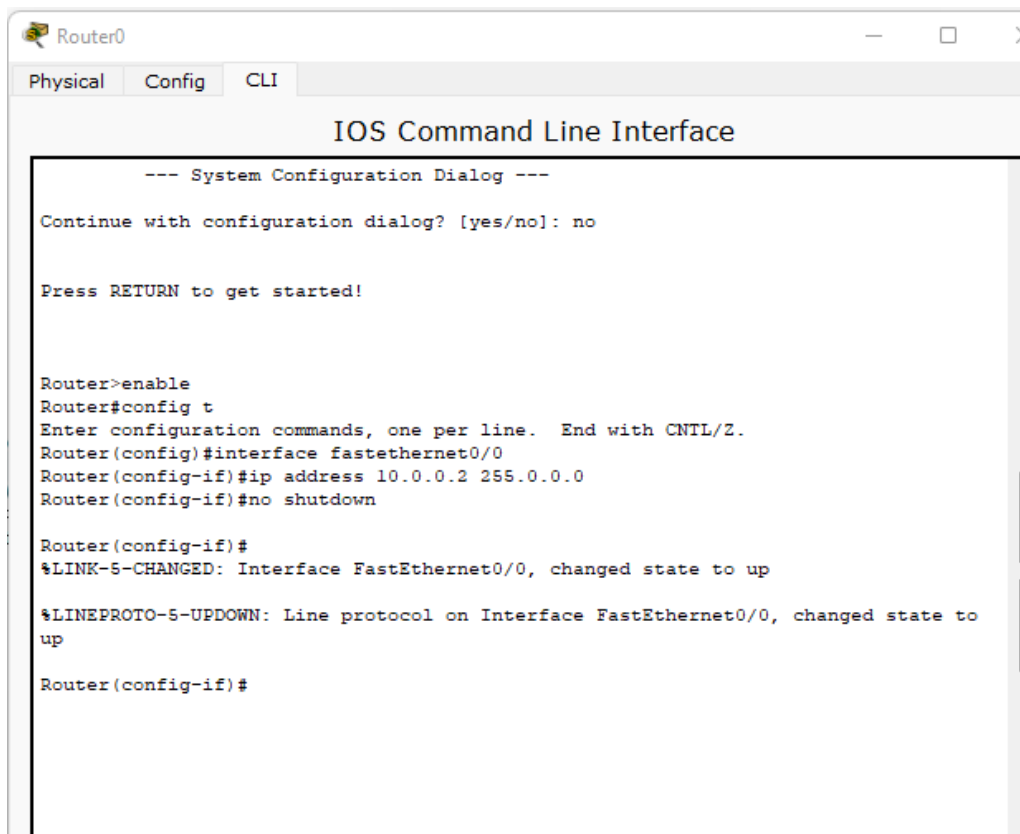 Router0
Physical Config CLI
IOS Command Line Interface
--- System Configuration Dialog ---
Continue with configuration dialog? [yes/no]: no
Press RETURN to get started!
Router>enable
Router#config t
Enter configuration commands, one per line.  End with CNTL/Z.
Router(config)#interface fastethernet0/0
Router(config-if)#ip address 10.0.0.2 255.0.0.0
Router(config-if)#no shutdown
Router(config-if)#
%LINK-5-CHANGED: Interface FastEthernet0/0, changed state to up
%LINEPROTO-5-UPDOWN: Line protocol on Interface FastEthernet0/0, changed state to
up
Router(config-if)#